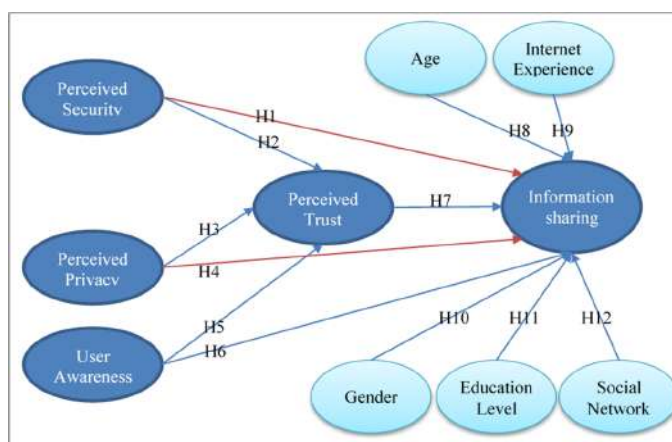 Perceived
Security
Age
Internet
Experience
H1
H2
H8
H9
Perceived
Trust
H7
Information
sharing
H3
Perceived
Privacy
H4
H5
H6
User
Awareness
H10
H11
H12
Gender
Education
Level
Social
Network